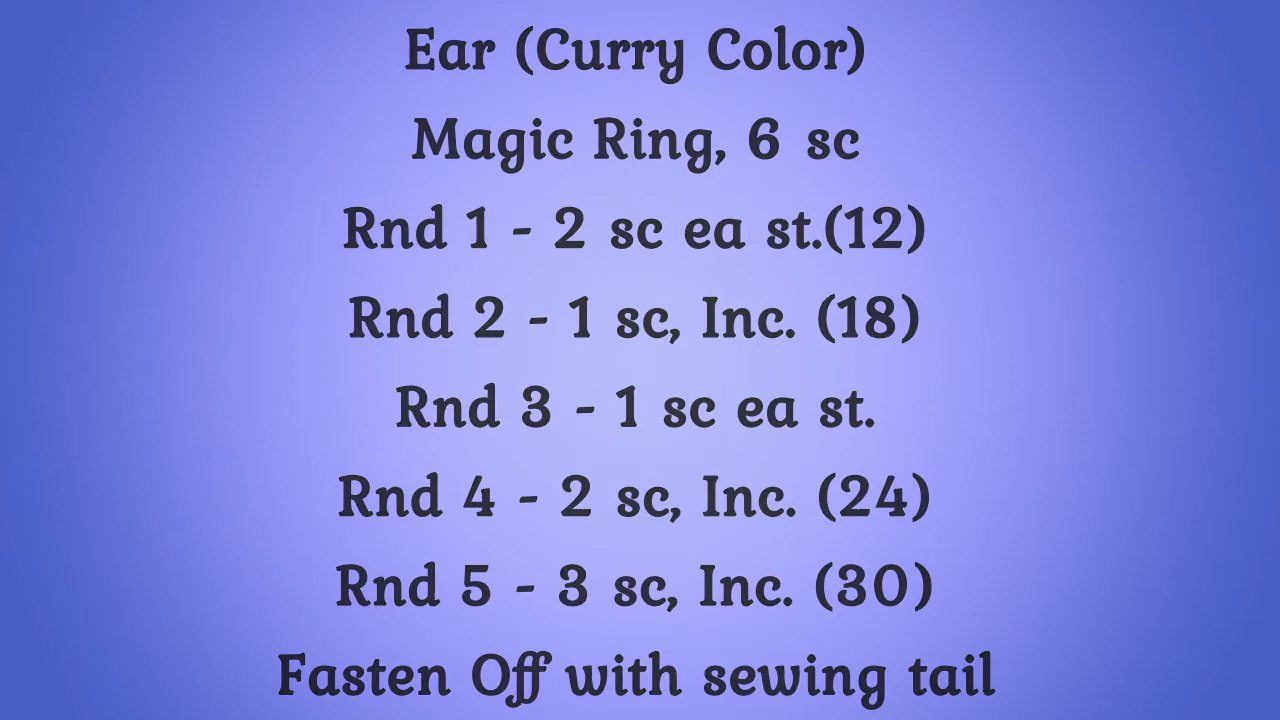 Ear (Curry Color)
Magic Ring, 6 sc
Rnd 1 - 2 sc ea st.(12)
Rnd 2 - 1 sc, Inc. (18)
Rnd 3 - 1 sc ea st.
Rnd 4 - 2 sc, Inc. (24)
Rnd 5 - 3 sc, Inc. (30)
Fasten Off with sewing tail